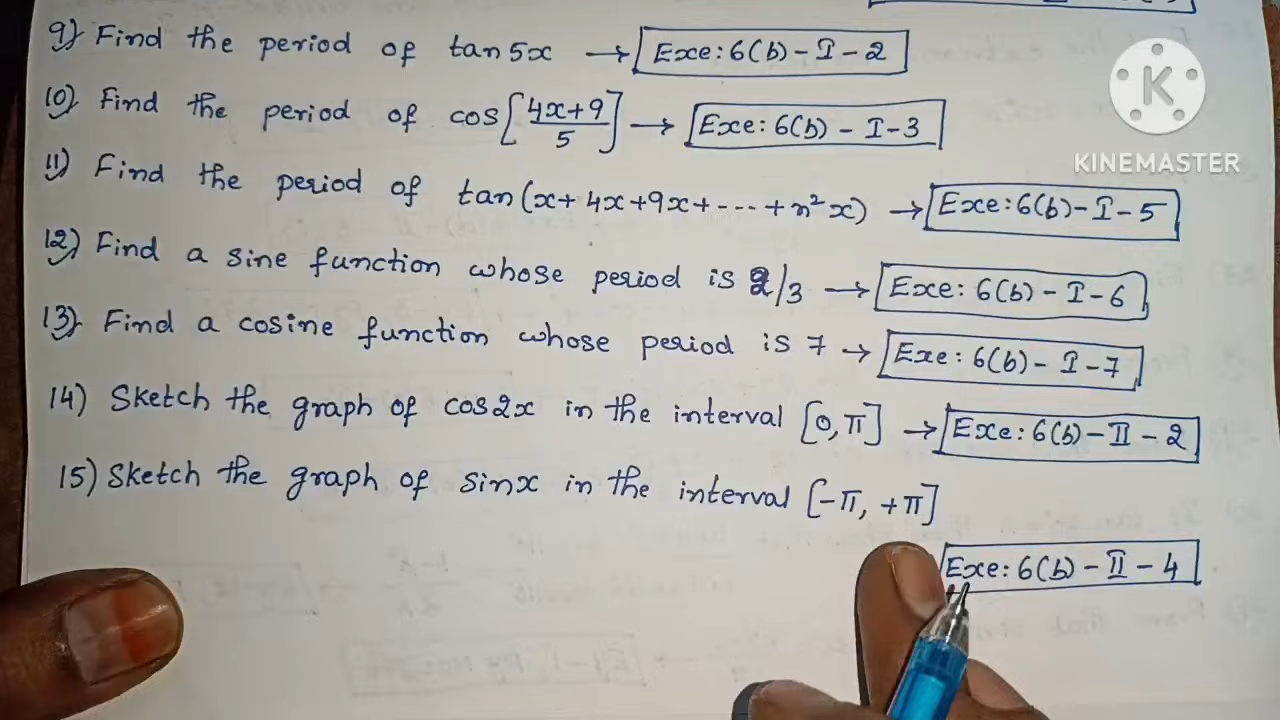 9) Find the period of tan 5x → Exe: 6(b) - I - 2
10) Find the period of cos[4x+9/5] → Exe: 6(b) - I - 3
11) Find the period of tan(x+4x+9x+---+n²x) → Exe: 6(b) - I - 5
12) Find a sine function whose period is 2/3 → Exe: 6(b) - I - 6
13) Find a cosine function whose period is 7 → Exe: 6(b) - I - 7
14) Sketch the graph of cos2x in the interval [0, π] → Exe: 6(b) - II - 2
15) Sketch the graph of sinx in the interval [-π, +π]
Exe: 6(b) - II - 4
K
KINEMASTER